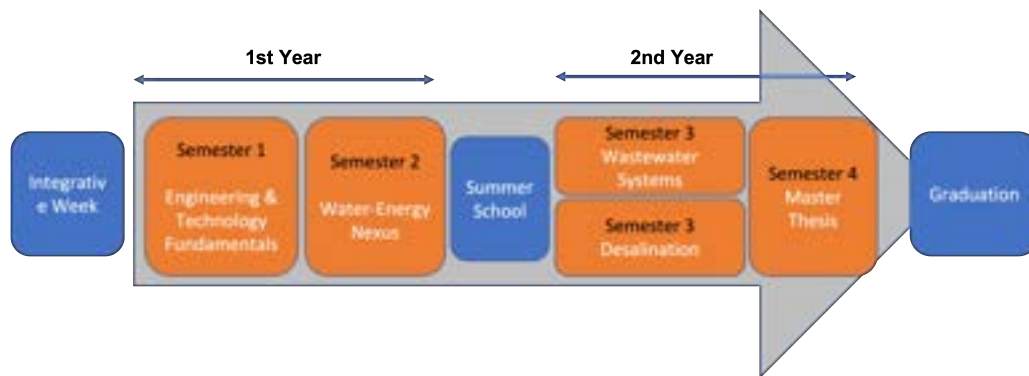 1st Year
2nd Year
Integrativ
e Week
Semester 1
Engineering &
Technology
Fundamentals
Semester 2
Water-Energy
Nexus
Summer
School
Semester 3
Wastewater
Systems
Semester 3
Desalination
Semester 4
Master
Thesis
Graduation